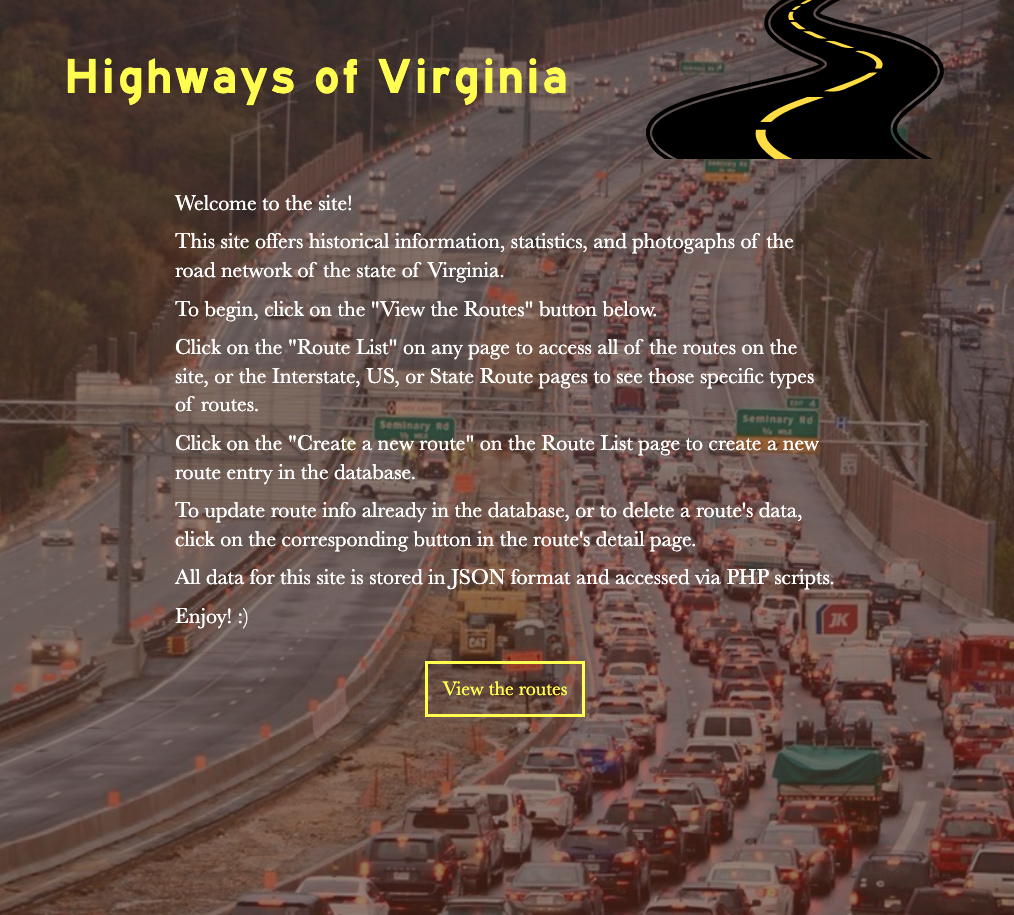 Highways of Virginia
Welcome to the site!
This site offers historical information, statistics, and photogaphs of the
road network of the state of Virginia.
To begin, click on the "View the Routes" button below.
Click on the "Route List" on any page to access all of the routes on the
site, or the Interstate, US, or State Route pages to see those specific types
of routes.
EXIT 4
Seminary Rd
Seminary Rd
Click on the "Create a new route" on the Route List page to create a new
route entry in the database.
55
To update route info already in the database, or to delete a route's data,
click on the corresponding button in the route's detail page.
All data for this site is stored in JSON format and accessed via PHP scripts.
Enjoy! :)
JK
CAT
View the routes